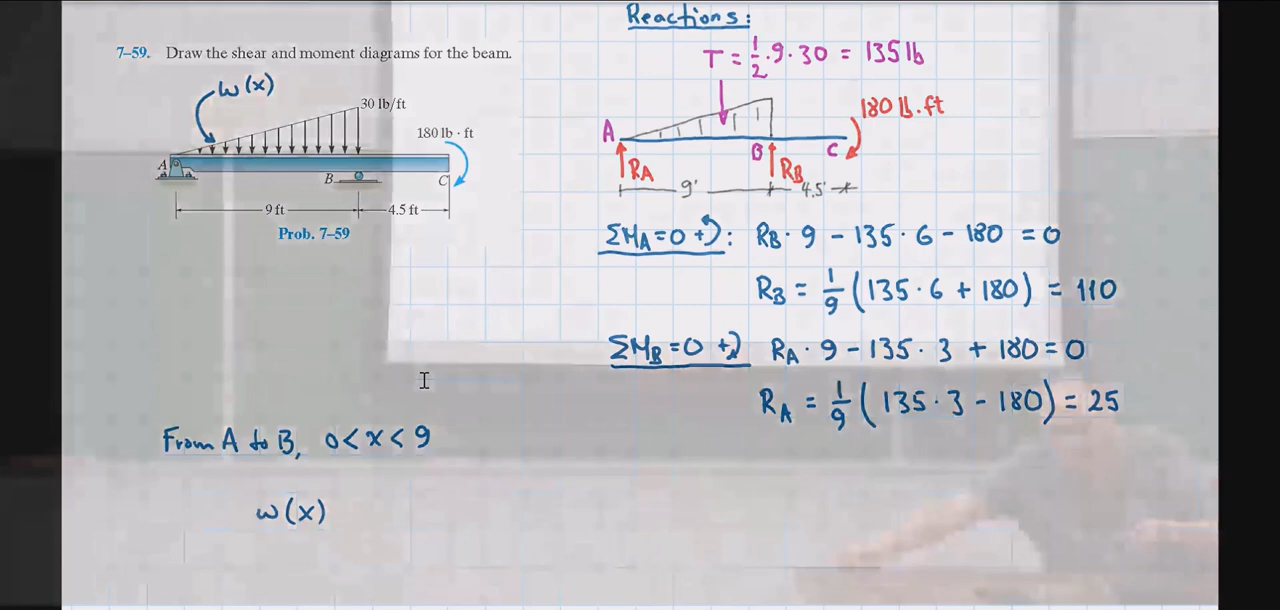 7–59. Draw the shear and moment diagrams for the beam.
w(x)
30 lb/ft
180 lb · ft
A
B
C
9 ft
4.5 ft
Prob. 7–59
Reactions:
T = 1/2 · 9 · 30 = 135 lb
180 lb.ft
A
B
C
RA
RB
9'
4.5'
ΣMA = 0 +↺: RB · 9 − 135 · 6 − 180 = 0
RB = 1/9 (135 · 6 + 180) = 110
ΣMB = 0 +↻ RA · 9 − 135 · 3 + 180 = 0
RA = 1/9 (135 · 3 − 180) = 25
From A to B, 0 < x < 9
w(x)